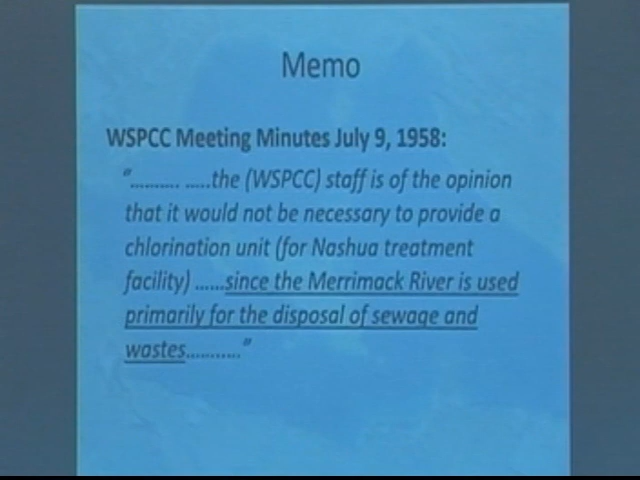 Memo
WSPCC Meeting Minutes July 9, 1958:
".......... .....the (WSPCC) staff is of the opinion
that it would not be necessary to provide a
chlorination unit (for Nashua treatment
facility) ......since the Merrimack River is used
primarily for the disposal of sewage and
wastes..........."